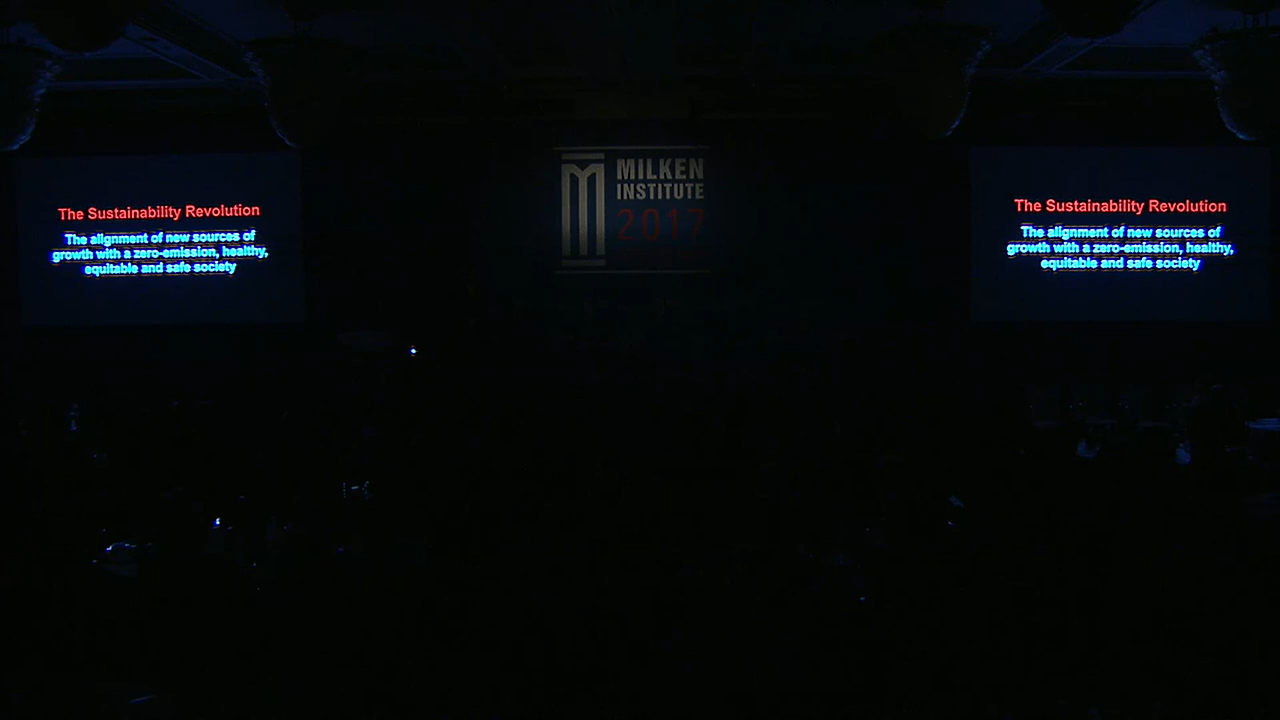 The Sustainability Revolution
The alignment of new sources of
growth with a zero-emission, healthy,
equitable and safe society
MILKEN
INSTITUTE
2017
The Sustainability Revolution
The alignment of new sources of
growth with a zero-emission, healthy,
equitable and safe society